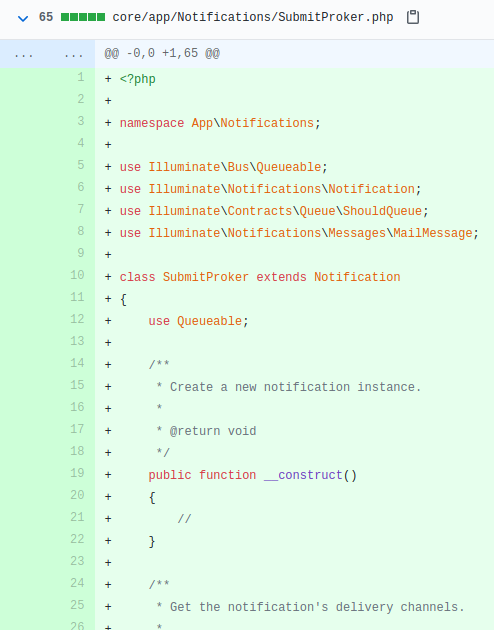 65 core/app/Notifications/SubmitProker.php
... ... @@ -0,0 +1,65 @@
1 + <?php
2 +
3 + namespace App\Notifications;
4 +
5 + use Illuminate\Bus\Queueable;
6 + use Illuminate\Notifications\Notification;
7 + use Illuminate\Contracts\Queue\ShouldQueue;
8 + use Illuminate\Notifications\Messages\MailMessage;
9 +
10 + class SubmitProker extends Notification
11 + {
12 +     use Queueable;
13 +
14 +     /**
15 +      * Create a new notification instance.
16 +      *
17 +      * @return void
18 +      */
19 +     public function __construct()
20 +     {
21 +         //
22 +     }
23 +
24 +     /**
25 +      * Get the notification's delivery channels.
26 +      *